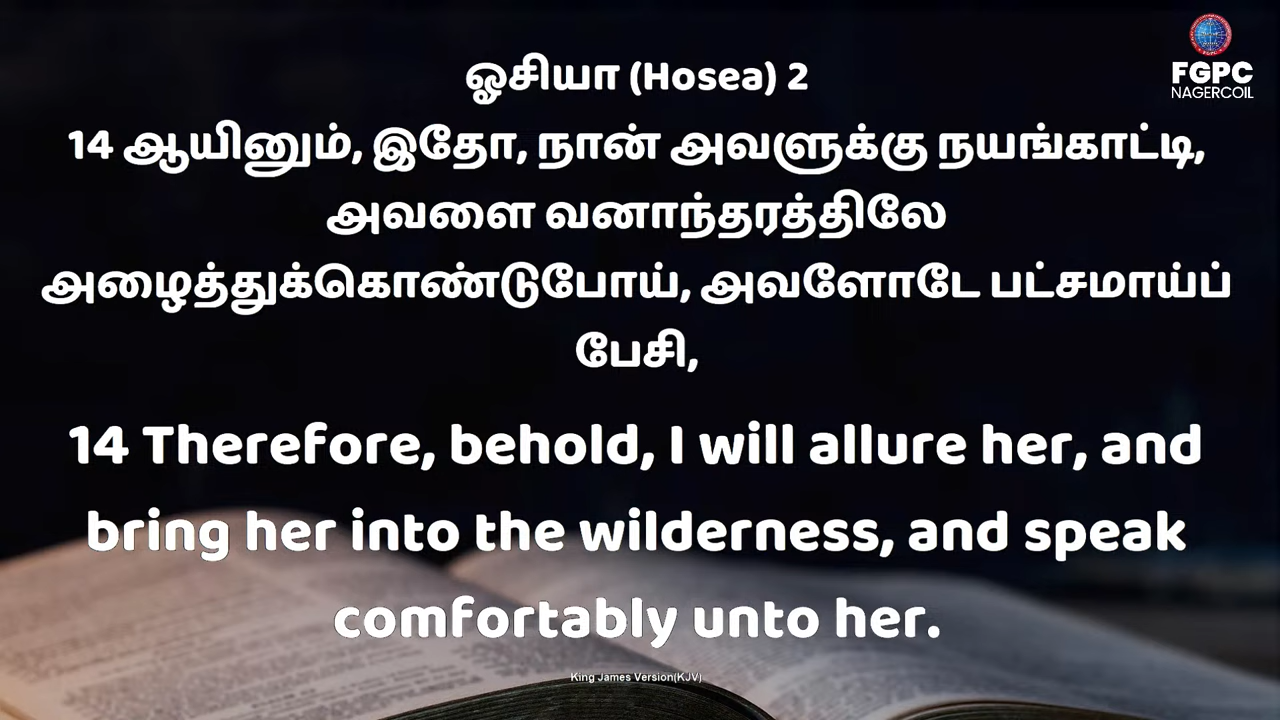 FGPC
NAGERCOIL
ஓசியா (Hosea) 2
14 ஆயினும், இதோ, நான் அவளுக்கு நயங்காட்டி,
அவளை வனாந்தரத்திலே
அழைத்துக்கொண்டுபோய், அவளோடே பட்சமாய்ப்
பேசி,
14 Therefore, behold, I will allure her, and
bring her into the wilderness, and speak
comfortably unto her.
King James Version(KJV)